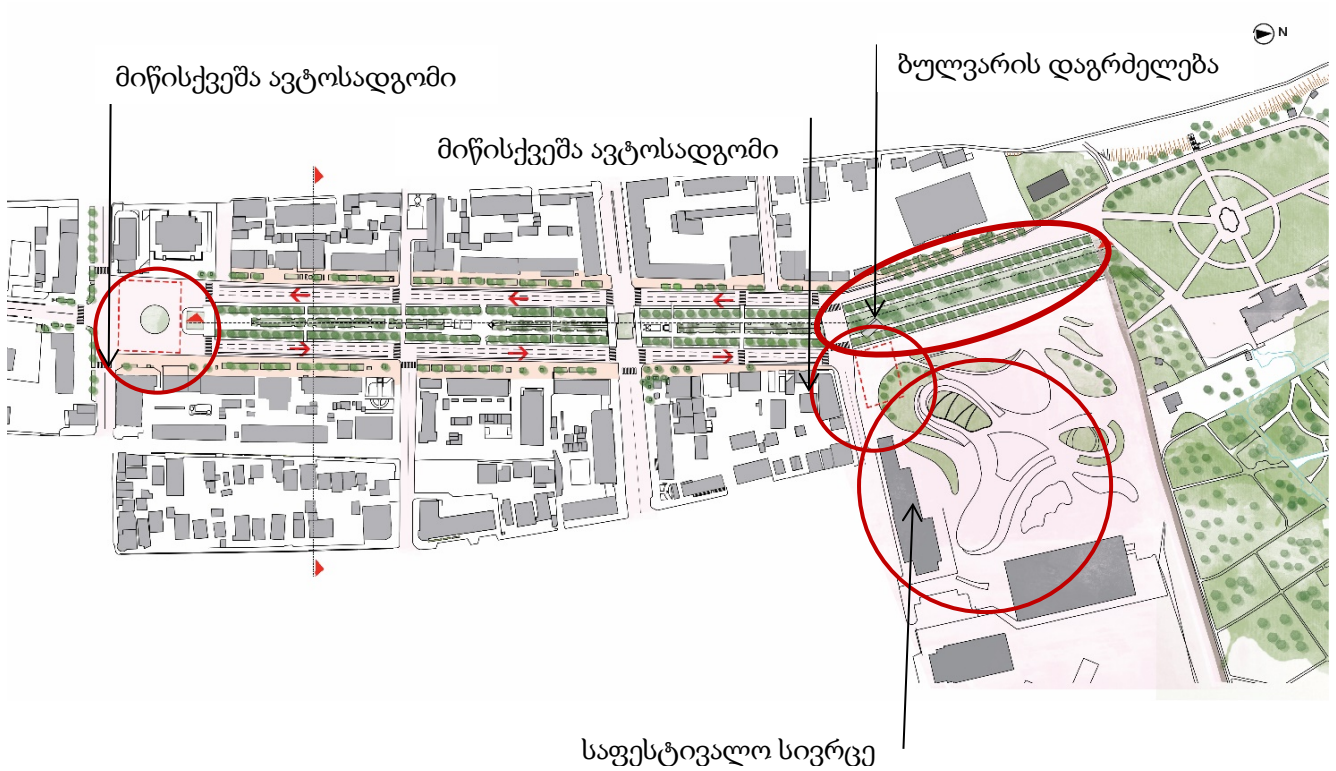 N
მიწისქვეშა ავტოსადგომი
ბულვარის დაგრძელება
მიწისქვეშა ავტოსადგომი
საფესტივალო სივრცე